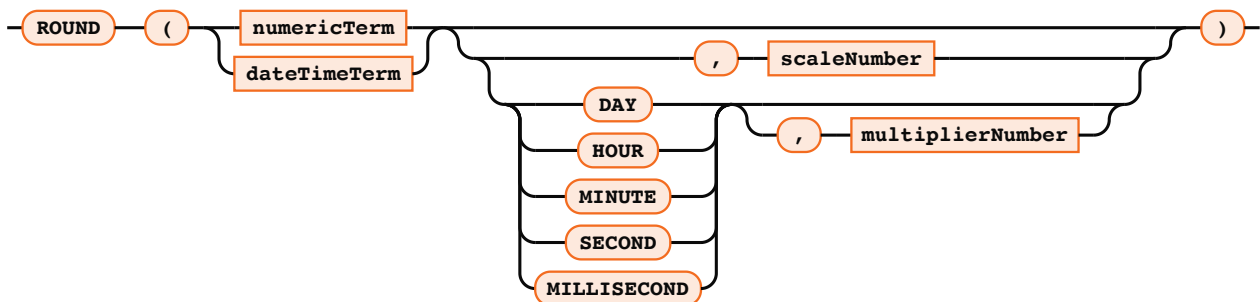 ROUND ( numericTerm )
dateTimeTerm
, scaleNumber
DAY
, multiplierNumber
HOUR
MINUTE
SECOND
MILLISECOND